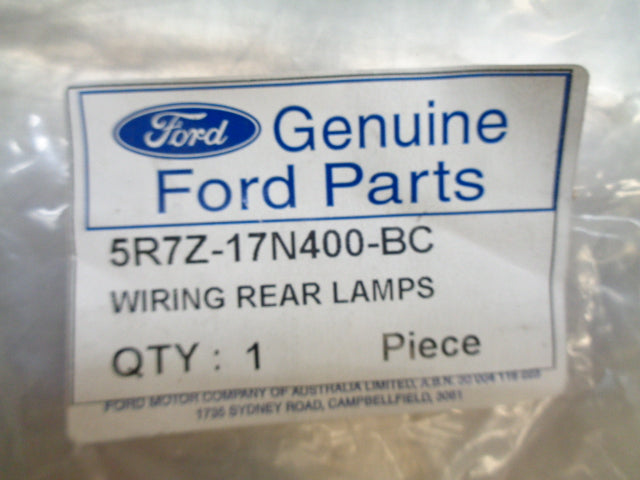 Ford Genuine
Ford Parts
5R7Z-17N400-BC
WIRING REAR LAMPS
QTY : 1 Piece
FORD MOTOR COMPANY OF AUSTRALIA LIMITED, A.B.N.
1735 SYDNEY ROAD, CAMPBELLFIELD, 3061